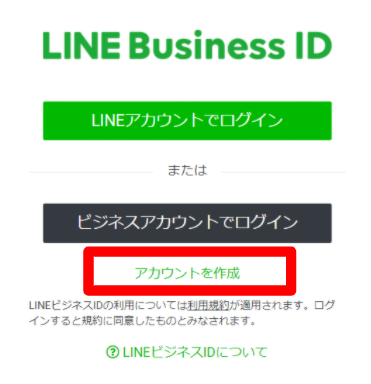 LINE Business ID
LINEアカウントでログイン
または
ビジネスアカウントでログイン
アカウントを作成
LINEビジネスIDの利用については利用規約が適用されます。ログ
インすると規約に同意したものとみなされます。
? LINEビジネスIDについて